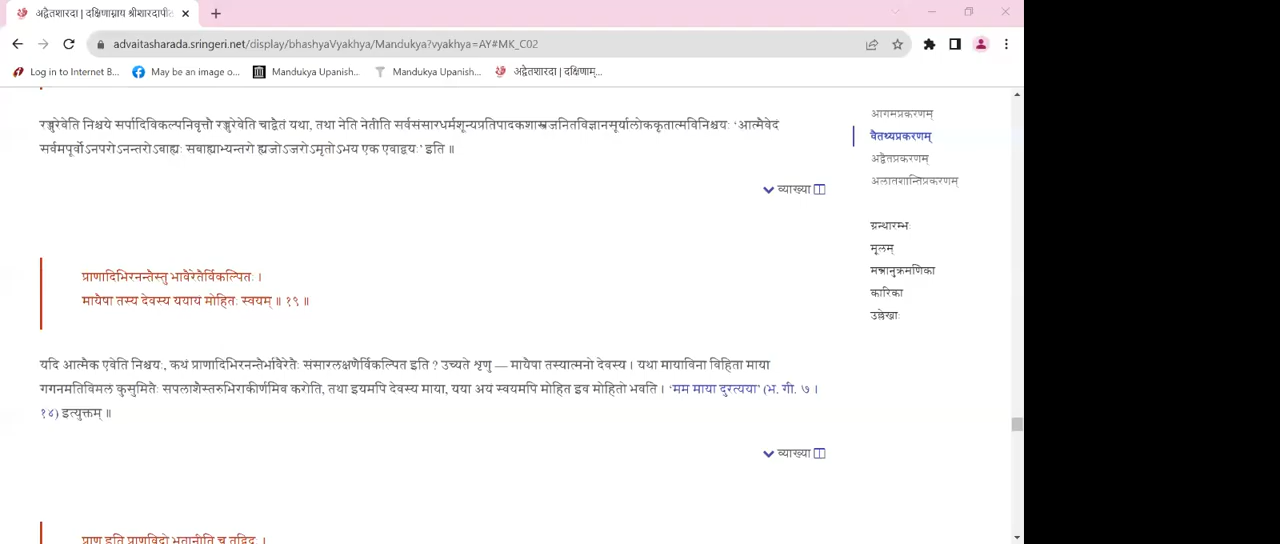 अद्वैतशारदा | दक्षिणाम्नाय श्रीशारदापीठ
advaitasharada.sringeri.net/display/bhashyaVyakhya/Mandukya?vyakhya=AY#MK_C02
Log in to Internet B... May be an image o... Mandukya Upanish... Mandukya Upanish... अद्वैतशारदा | दक्षिणाम्...
रज्जुरेवेति निश्चये सर्पादिविकल्पनिवृत्तौ रज्जुरेवेति चाद्वैतं यथा, तथा नेति नेतीति सर्वसंसारधर्मशून्यप्रतिपादकशास्त्रजनितविज्ञानसूर्यालोककृतात्मविनिश्चयः ‘आत्मैवेदं
सर्वमपूर्वोऽनपरोऽनन्तरोऽबाह्यः सबाह्याभ्यन्तरो ह्यजोऽजरोऽमृतोऽभय एक एवाद्वयः’ इति ॥
व्याख्या
प्राणादिभिरनन्तैस्तु भावैरेतैर्विकल्पितः ।
मायैषा तस्य देवस्य ययायं मोहितः स्वयम् ॥ १९ ॥
यदि आत्मैक एवेति निश्चयः, कथं प्राणादिभिरनन्तैर्भावैरेतैः संसारलक्षणैर्विकल्पित इति ? उच्यते शृणु — मायैषा तस्यात्मनो देवस्य । यथा मायाविना विहिता माया
गगनमतिविमलं कुसुमितैः सपलाशैस्तरुभिराकीर्णमिव करोति, तथा इयमपि देवस्य माया, यया अयं स्वयमपि मोहित इव मोहितो भवति । ‘मम माया दुरत्यया’ (भ. गी. ७ ।
१४) इत्युक्तम् ॥
व्याख्या
प्राण इति प्राणविदो भूतानीति च तद्विदः ।
आगमप्रकरणम्
वैतथ्यप्रकरणम्
अद्वैतप्रकरणम्
अलातशान्तिप्रकरणम्
ग्रन्थारम्भः
मूलम्
मन्त्रानुक्रमणिका
कारिका
उल्लेखाः